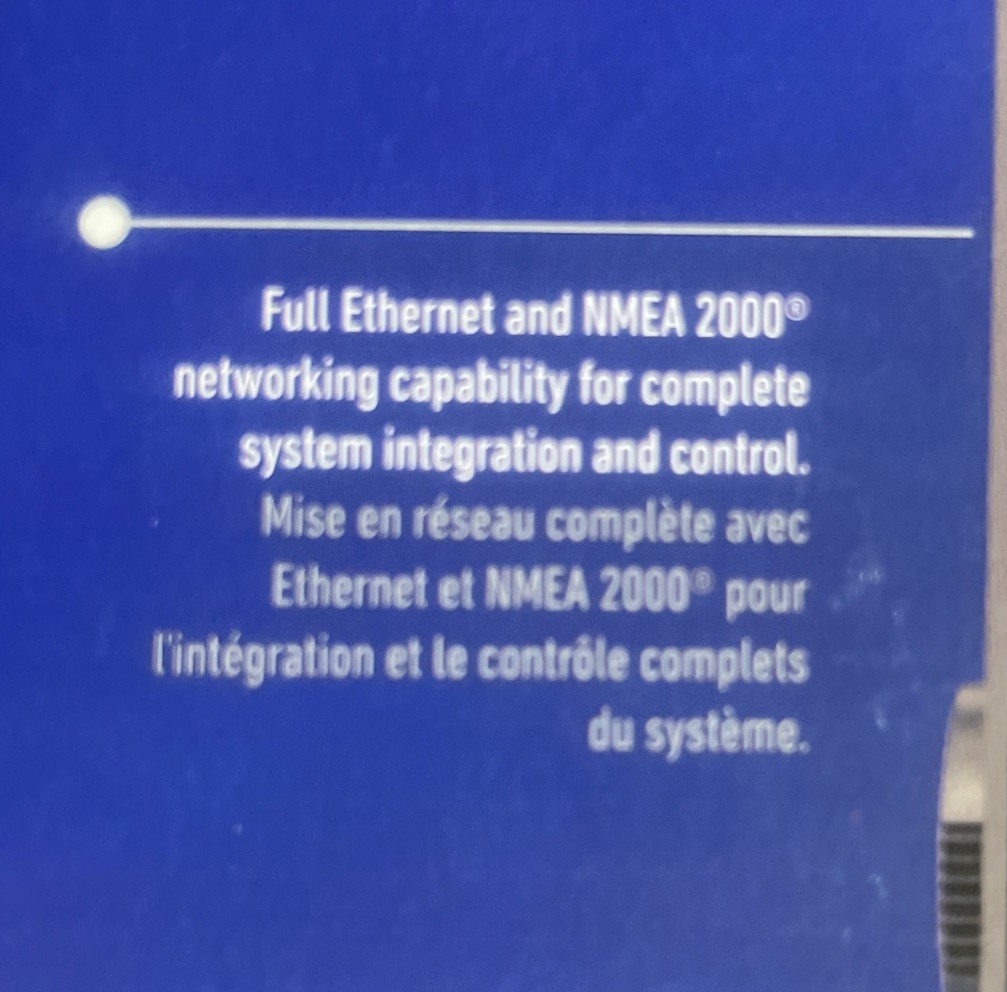 Full Ethernet and NMEA 2000®
networking capability for complete
system integration and control.
Mise en réseau complète avec
Ethernet et NMEA 2000® pour
l'intégration et le contrôle complets
du système.